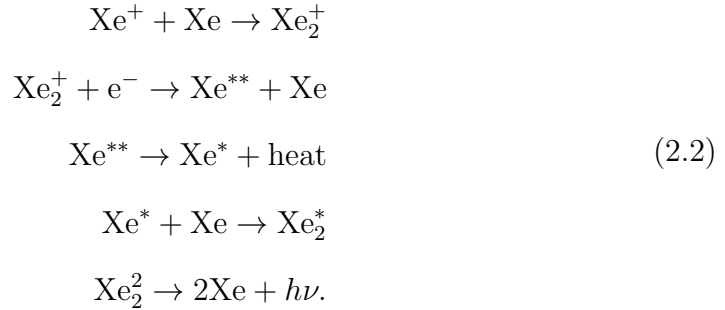 Xe⁺ + Xe → Xe₂⁺
Xe₂⁺ + e⁻ → Xe** + Xe
Xe** → Xe* + heat (2.2)
Xe* + Xe → Xe₂*
Xe₂² → 2Xe + hν.